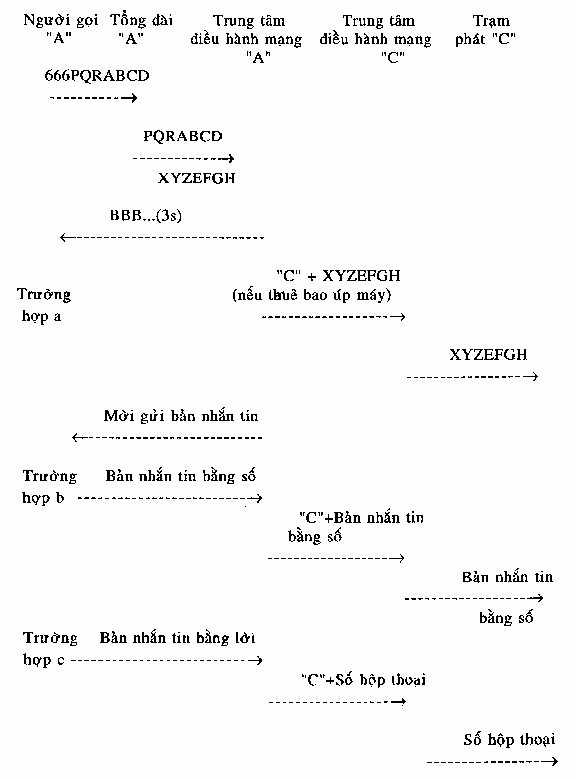 Người gọi Tổng đài Trung tâm Trung tâm Trạm
"A" "A" điều hành mạng điều hành mạng phát "C"
"A" "C"
666PQRABCD
PQRABCD
XYZEFGH
BBB...(3s)
"C" + XYZEFGH
Trường (nếu thuê bao úp máy)
hợp a
XYZEFGH
Mời gửi bản nhắn tin
Trường Bản nhắn tin bằng số
hợp b
"C"+Bản nhắn tin
bằng số
Bản nhắn tin
bằng số
Trường Bản nhắn tin bằng lời
hợp c
"C"+Số hộp thoại
Số hộp thoại